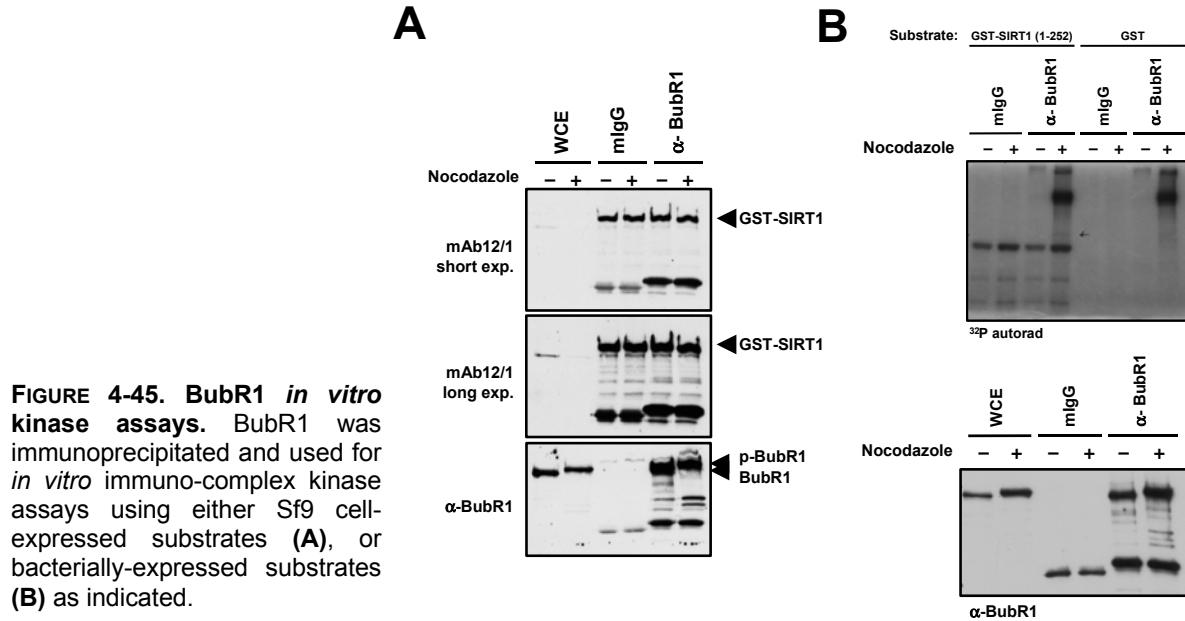 A
WCE
mIgG
α- BubR1
Nocodazole
– + – + – +
mAb12/1
short exp.
GST-SIRT1
mAb12/1
long exp.
GST-SIRT1
α-BubR1
p-BubR1
BubR1
B
Substrate: GST-SIRT1 (1-252) GST
mIgG
α- BubR1
mIgG
α- BubR1
Nocodazole – + – + – + – +
³²P autorad
WCE
mIgG
α- BubR1
Nocodazole – + – + – +
α-BubR1
FIGURE 4-45. BubR1 in vitro
kinase assays. BubR1 was
immunoprecipitated and used for
in vitro immuno-complex kinase
assays using either Sf9 cell-
expressed substrates (A), or
bacterially-expressed substrates
(B) as indicated.